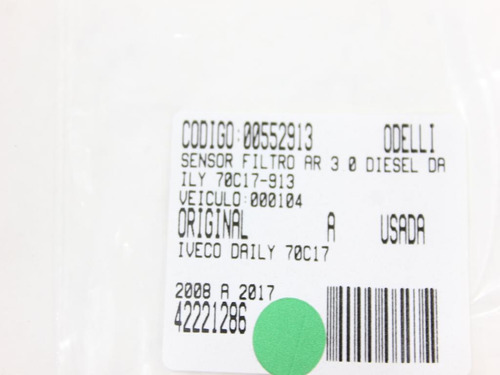 CODIGO:00552913 ODELLI
SENSOR FILTRO AR 3 0 DIESEL DA
ILY 70C17-913
VEICULO:000104
ORIGINAL A USADA
IVECO DAILY 70C17
2008 A 2017
42221286